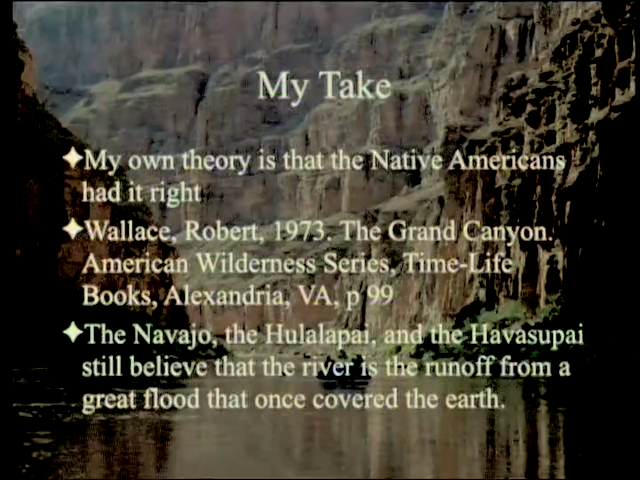 My Take
✦My own theory is that the Native Americans
had it right
✦Wallace, Robert, 1973. The Grand Canyon.
American Wilderness Series, Time-Life
Books, Alexandria, VA, p 99
✦The Navajo, the Hulalapai, and the Havasupai
still believe that the river is the runoff from a
great flood that once covered the earth.